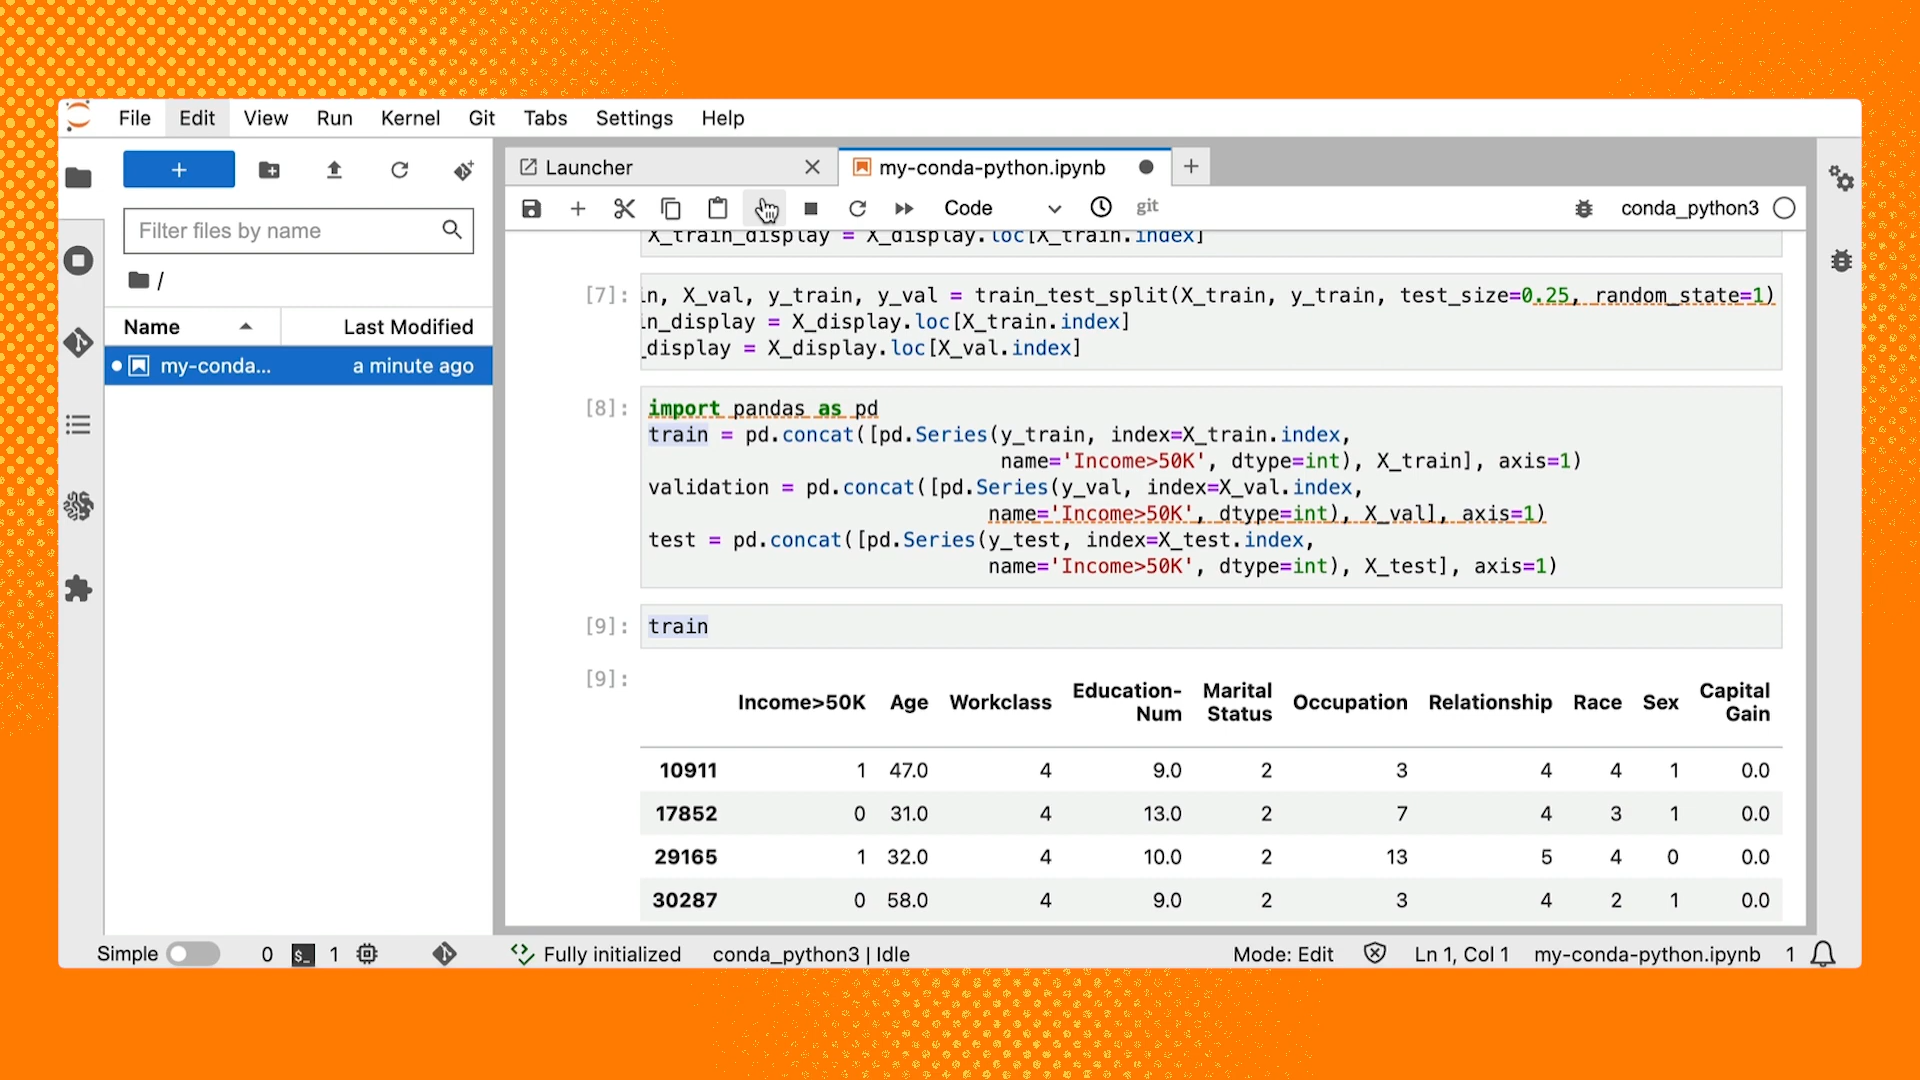 File Edit View Run Kernel Git Tabs Settings Help
+
Filter files by name
/
Name Last Modified
my-conda... a minute ago
Launcher
my-conda-python.ipynb
+
Code
git
conda_python3
X_train_display = X_display.loc[X_train.index]
[7]:
in, X_val, y_train, y_val = train_test_split(X_train, y_train, test_size=0.25, random_state=1)
in_display = X_display.loc[X_train.index]
_display = X_display.loc[X_val.index]
[8]:
import pandas as pd
train = pd.concat([pd.Series(y_train, index=X_train.index,
name='Income>50K', dtype=int), X_train], axis=1)
validation = pd.concat([pd.Series(y_val, index=X_val.index,
name='Income>50K', dtype=int), X_val], axis=1)
test = pd.concat([pd.Series(y_test, index=X_test.index,
name='Income>50K', dtype=int), X_test], axis=1)
[9]:
train
[9]:
Income>50K Age Workclass Education-Num Marital Status Occupation Relationship Race Sex Capital Gain
10911 1 47.0 4 9.0 2 3 4 4 1 0.0
17852 0 31.0 4 13.0 2 7 4 3 1 0.0
29165 1 32.0 4 10.0 2 13 5 4 0 0.0
30287 0 58.0 4 9.0 2 3 4 2 1 0.0
Simple 0 $_ 1 Fully initialized conda_python3 | Idle Mode: Edit Ln 1, Col 1 my-conda-python.ipynb 1